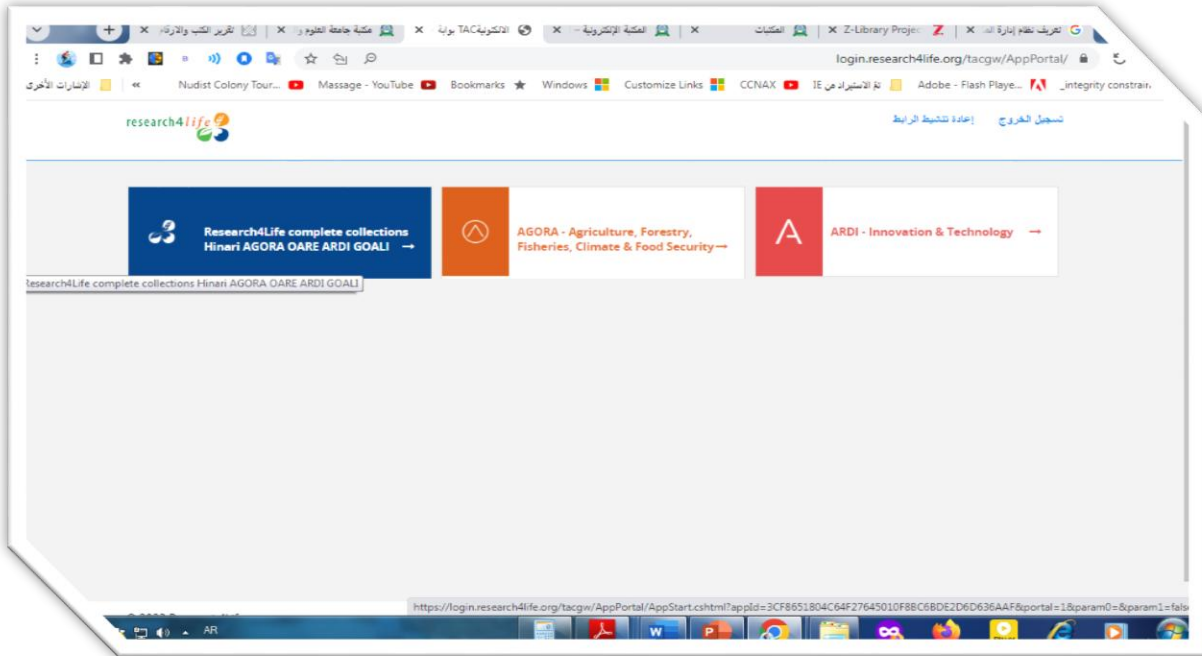 تعريف نظام إدارة الم
Z-Library Projec
المكتبات
المكتبة الإلكترونية -
بوابة TAC الالكترونية
مكتبة جامعة العلوم و
تقرير الكتب والأرقام
login.research4life.org/tacgw/AppPortal/
_integrity constrain
Adobe - Flash Playe...
تم الاستيراد من IE
CCNAX
Customize Links
Windows
Bookmarks
Massage - YouTube
Nudist Colony Tour...
«
الإشارات الأخرى
research4life
تسجيل الخروج
إعادة تنشيط الرابط
Research4Life complete collections
Hinari AGORA OARE ARDI GOALI →
AGORA - Agriculture, Forestry,
Fisheries, Climate & Food Security→
A
ARDI - Innovation & Technology →
Research4Life complete collections Hinari AGORA OARE ARDI GOALI
https://login.research4life.org/tacgw/AppPortal/AppStart.cshtml?appId=3CF8651804C64F27645010F8BC6BDE2D6D636AAF&portal=1&param0=&param1=fals
AR